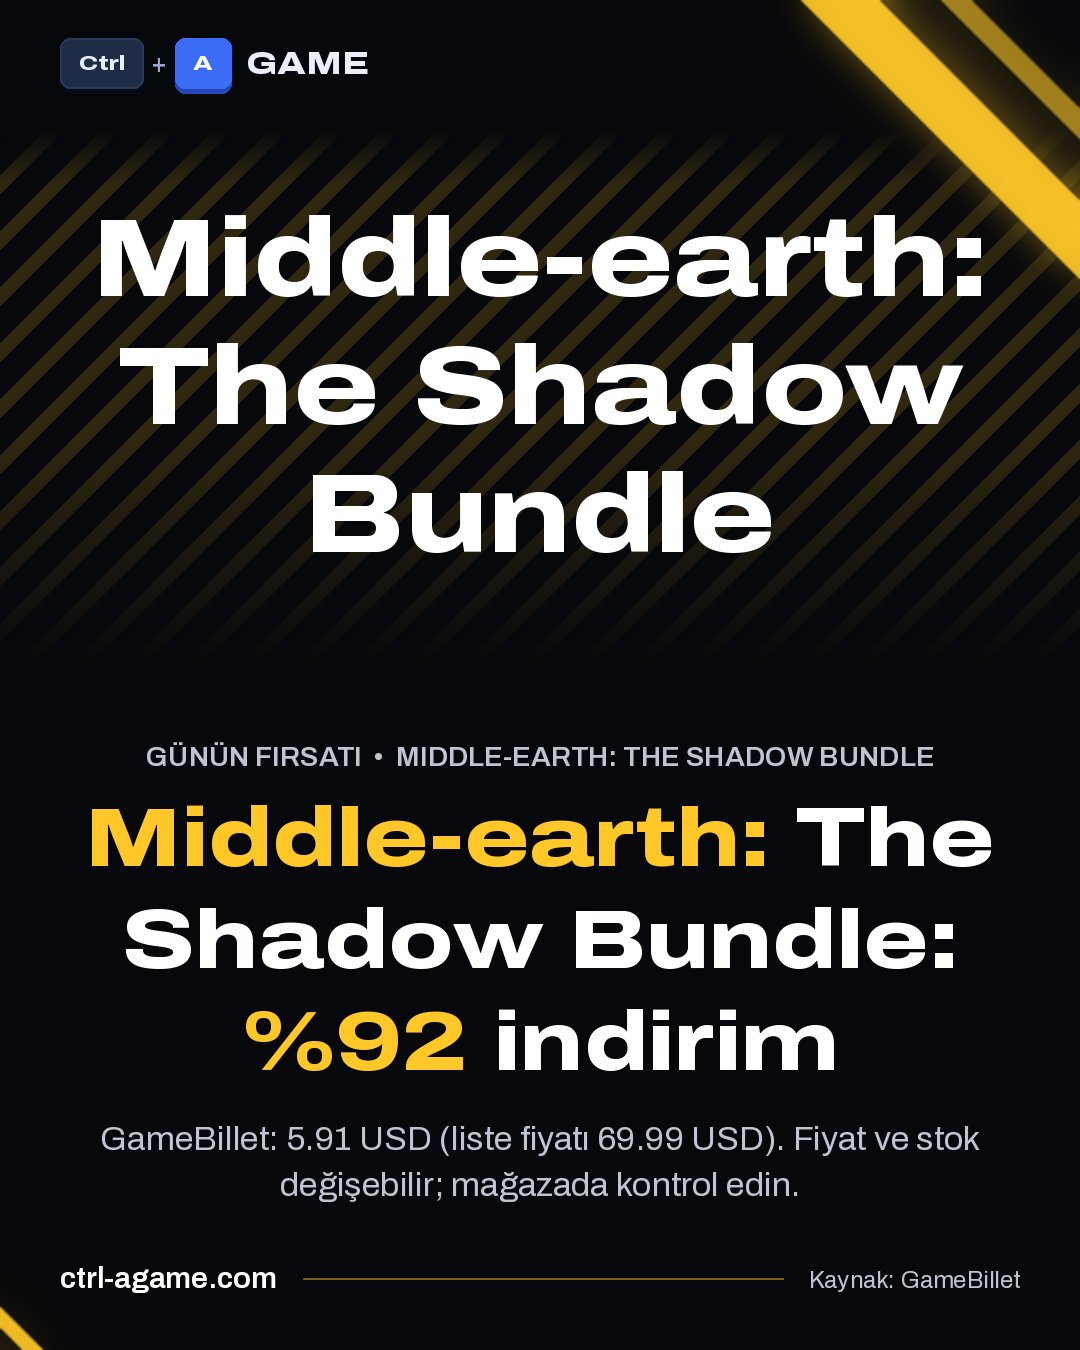 Ctrl + A GAME
Middle-earth:
The Shadow
Bundle
GÜNÜN FIRSATI • MIDDLE-EARTH: THE SHADOW BUNDLE
Middle-earth: The
Shadow Bundle:
%92 indirim
GameBillet: 5.91 USD (liste fiyatı 69.99 USD). Fiyat ve stok
değişebilir; mağazada kontrol edin.
ctrl-agame.com
Kaynak: GameBillet